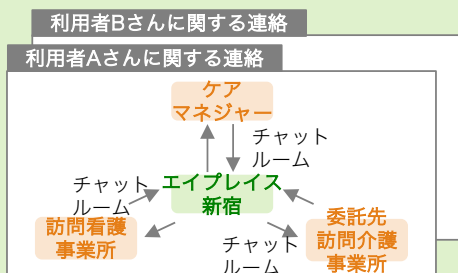 利用者Bさんに関する連絡
利用者Aさんに関する連絡
ケア
マネジャー
チャット
ルーム
エイプレイス
新宿
チャット
ルーム
訪問看護
事業所
チャット
ルーム
委託先
訪問介護
事業所